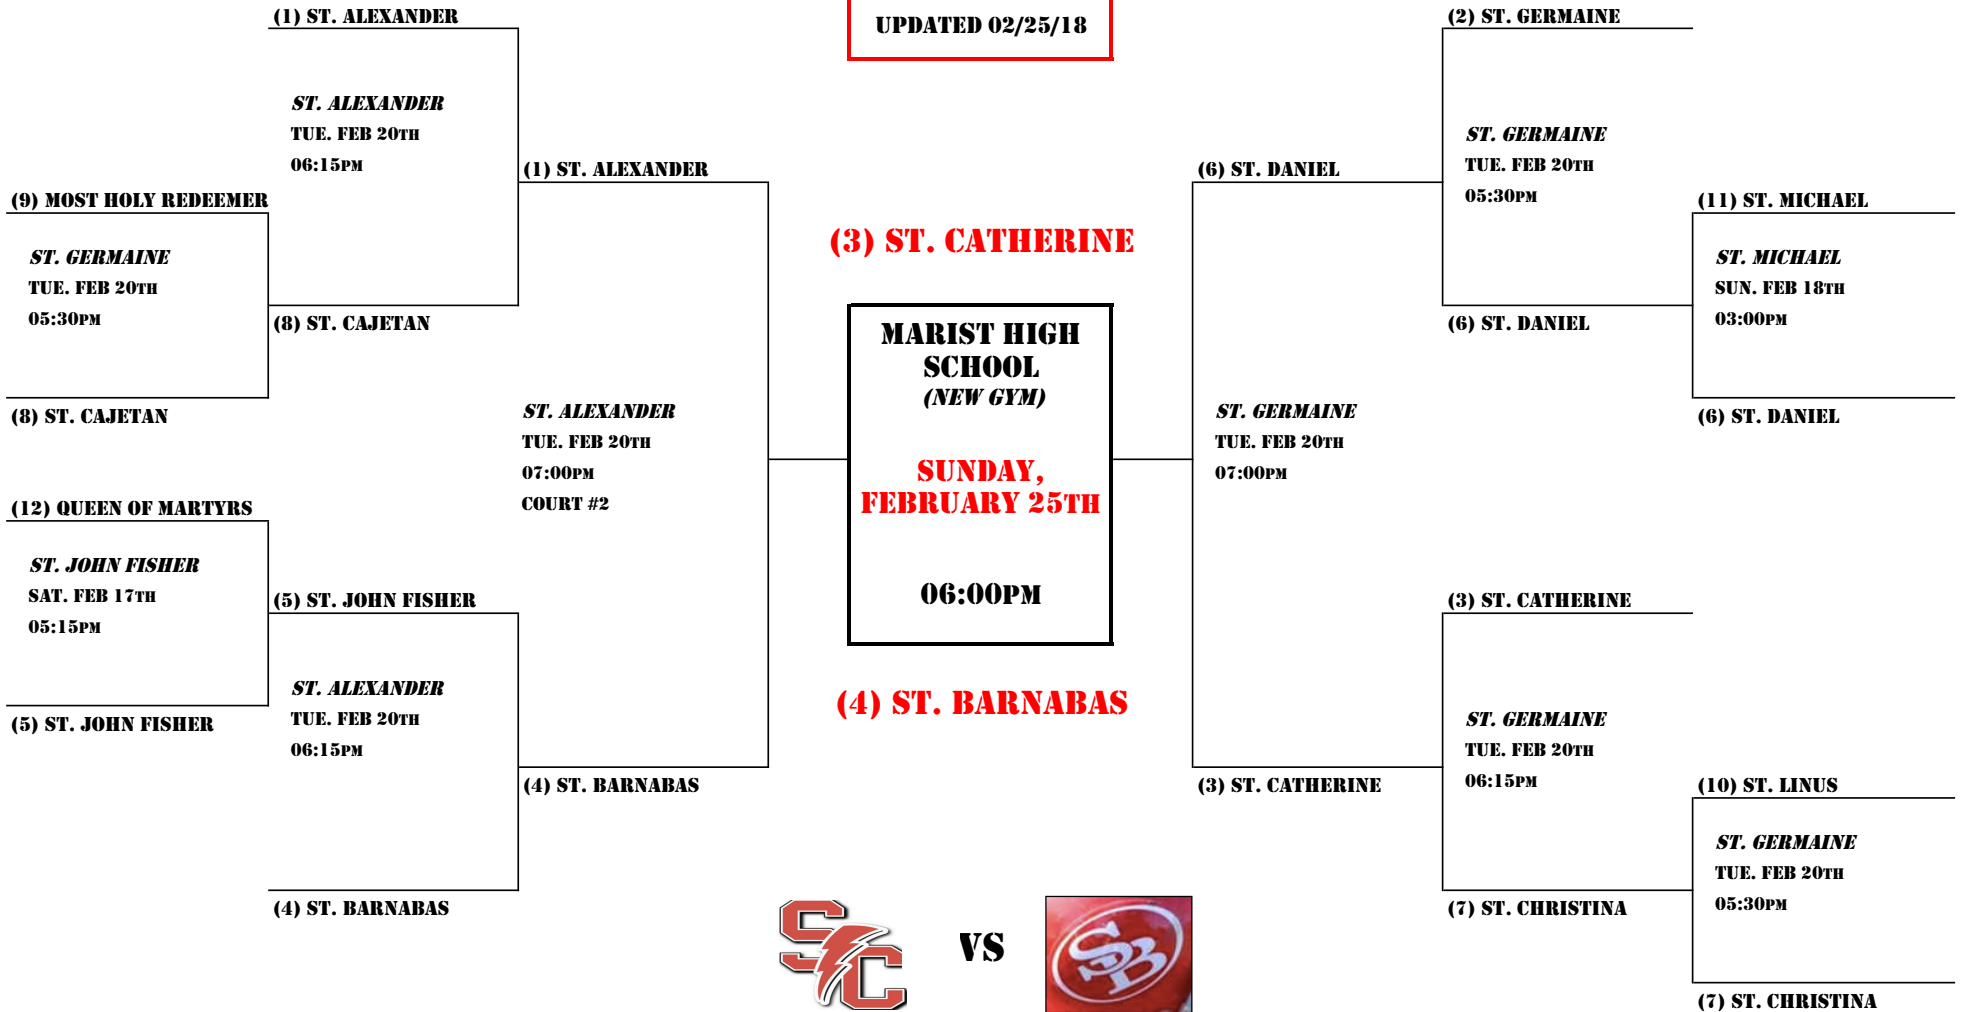 (1) ST. ALEXANDER
ST. ALEXANDER
TUE. FEB 20TH
06:15PM
(1) ST. ALEXANDER
(9) MOST HOLY REDEEMER
ST. GERMAINE
TUE. FEB 20TH
05:30PM
(8) ST. CAJETAN
(8) ST. CAJETAN
ST. ALEXANDER
TUE. FEB 20TH
07:00PM
COURT #2
(12) QUEEN OF MARTYRS
ST. JOHN FISHER
SAT. FEB 17TH
05:15PM
(5) ST. JOHN FISHER
(5) ST. JOHN FISHER
ST. ALEXANDER
TUE. FEB 20TH
06:15PM
(4) ST. BARNABAS
(4) ST. BARNABAS
UPDATED 02/25/18
(3) ST. CATHERINE
MARIST HIGH
SCHOOL
(NEW GYM)
SUNDAY,
FEBRUARY 25TH
06:00PM
(4) ST. BARNABAS
SC
VS
SB
(2) ST. GERMAINE
ST. GERMAINE
TUE. FEB 20TH
05:30PM
(6) ST. DANIEL
(11) ST. MICHAEL
ST. MICHAEL
SUN. FEB 18TH
03:00PM
(6) ST. DANIEL
(6) ST. DANIEL
ST. GERMAINE
TUE. FEB 20TH
07:00PM
(3) ST. CATHERINE
ST. GERMAINE
TUE. FEB 20TH
06:15PM
(3) ST. CATHERINE
(10) ST. LINUS
ST. GERMAINE
TUE. FEB 20TH
05:30PM
(7) ST. CHRISTINA
(7) ST. CHRISTINA